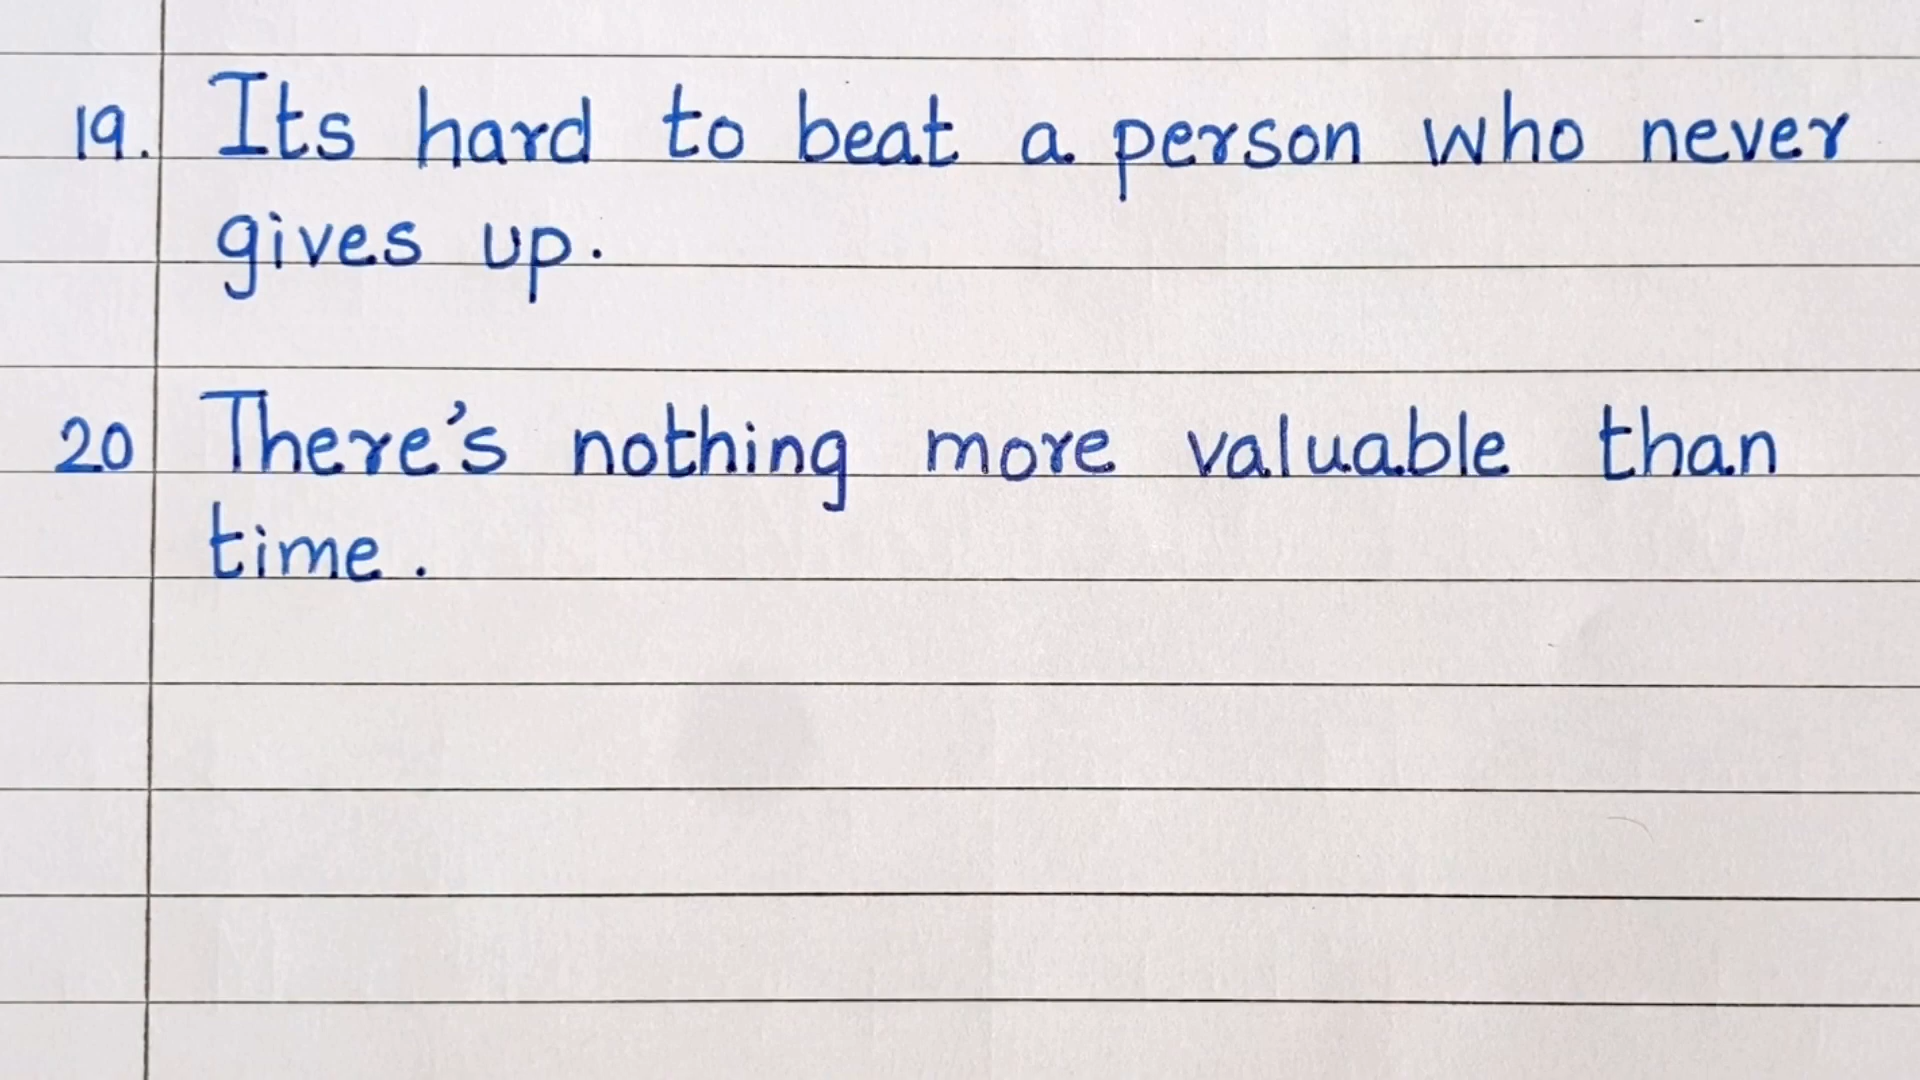 19. Its hard to beat a person who never
gives up.
20 There's nothing more valuable than
time.